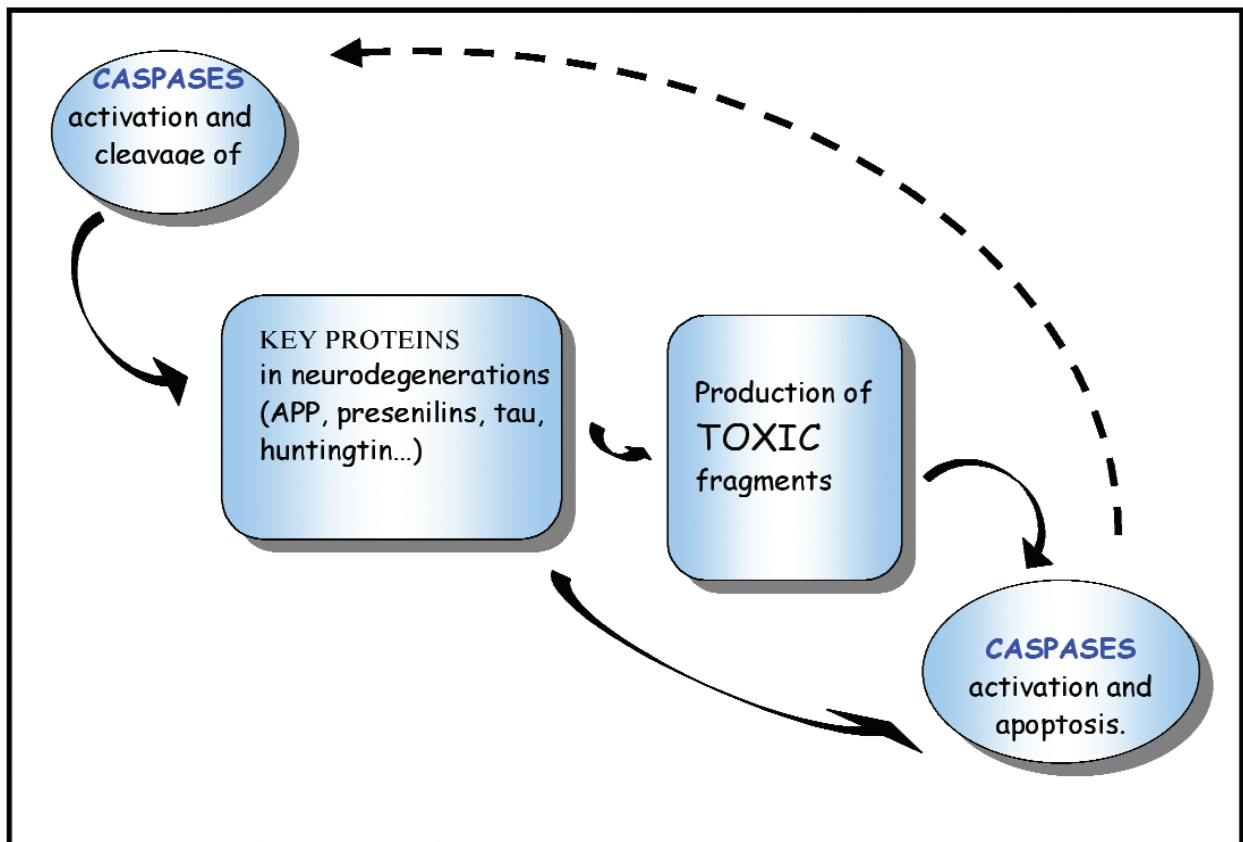 CASPASES
activation and
cleavage of
KEY PROTEINS
in neurodegenerations
(APP, presenilins, tau,
huntingtin...)
Production of
TOXIC
fragments
CASPASES
activation and
apoptosis.